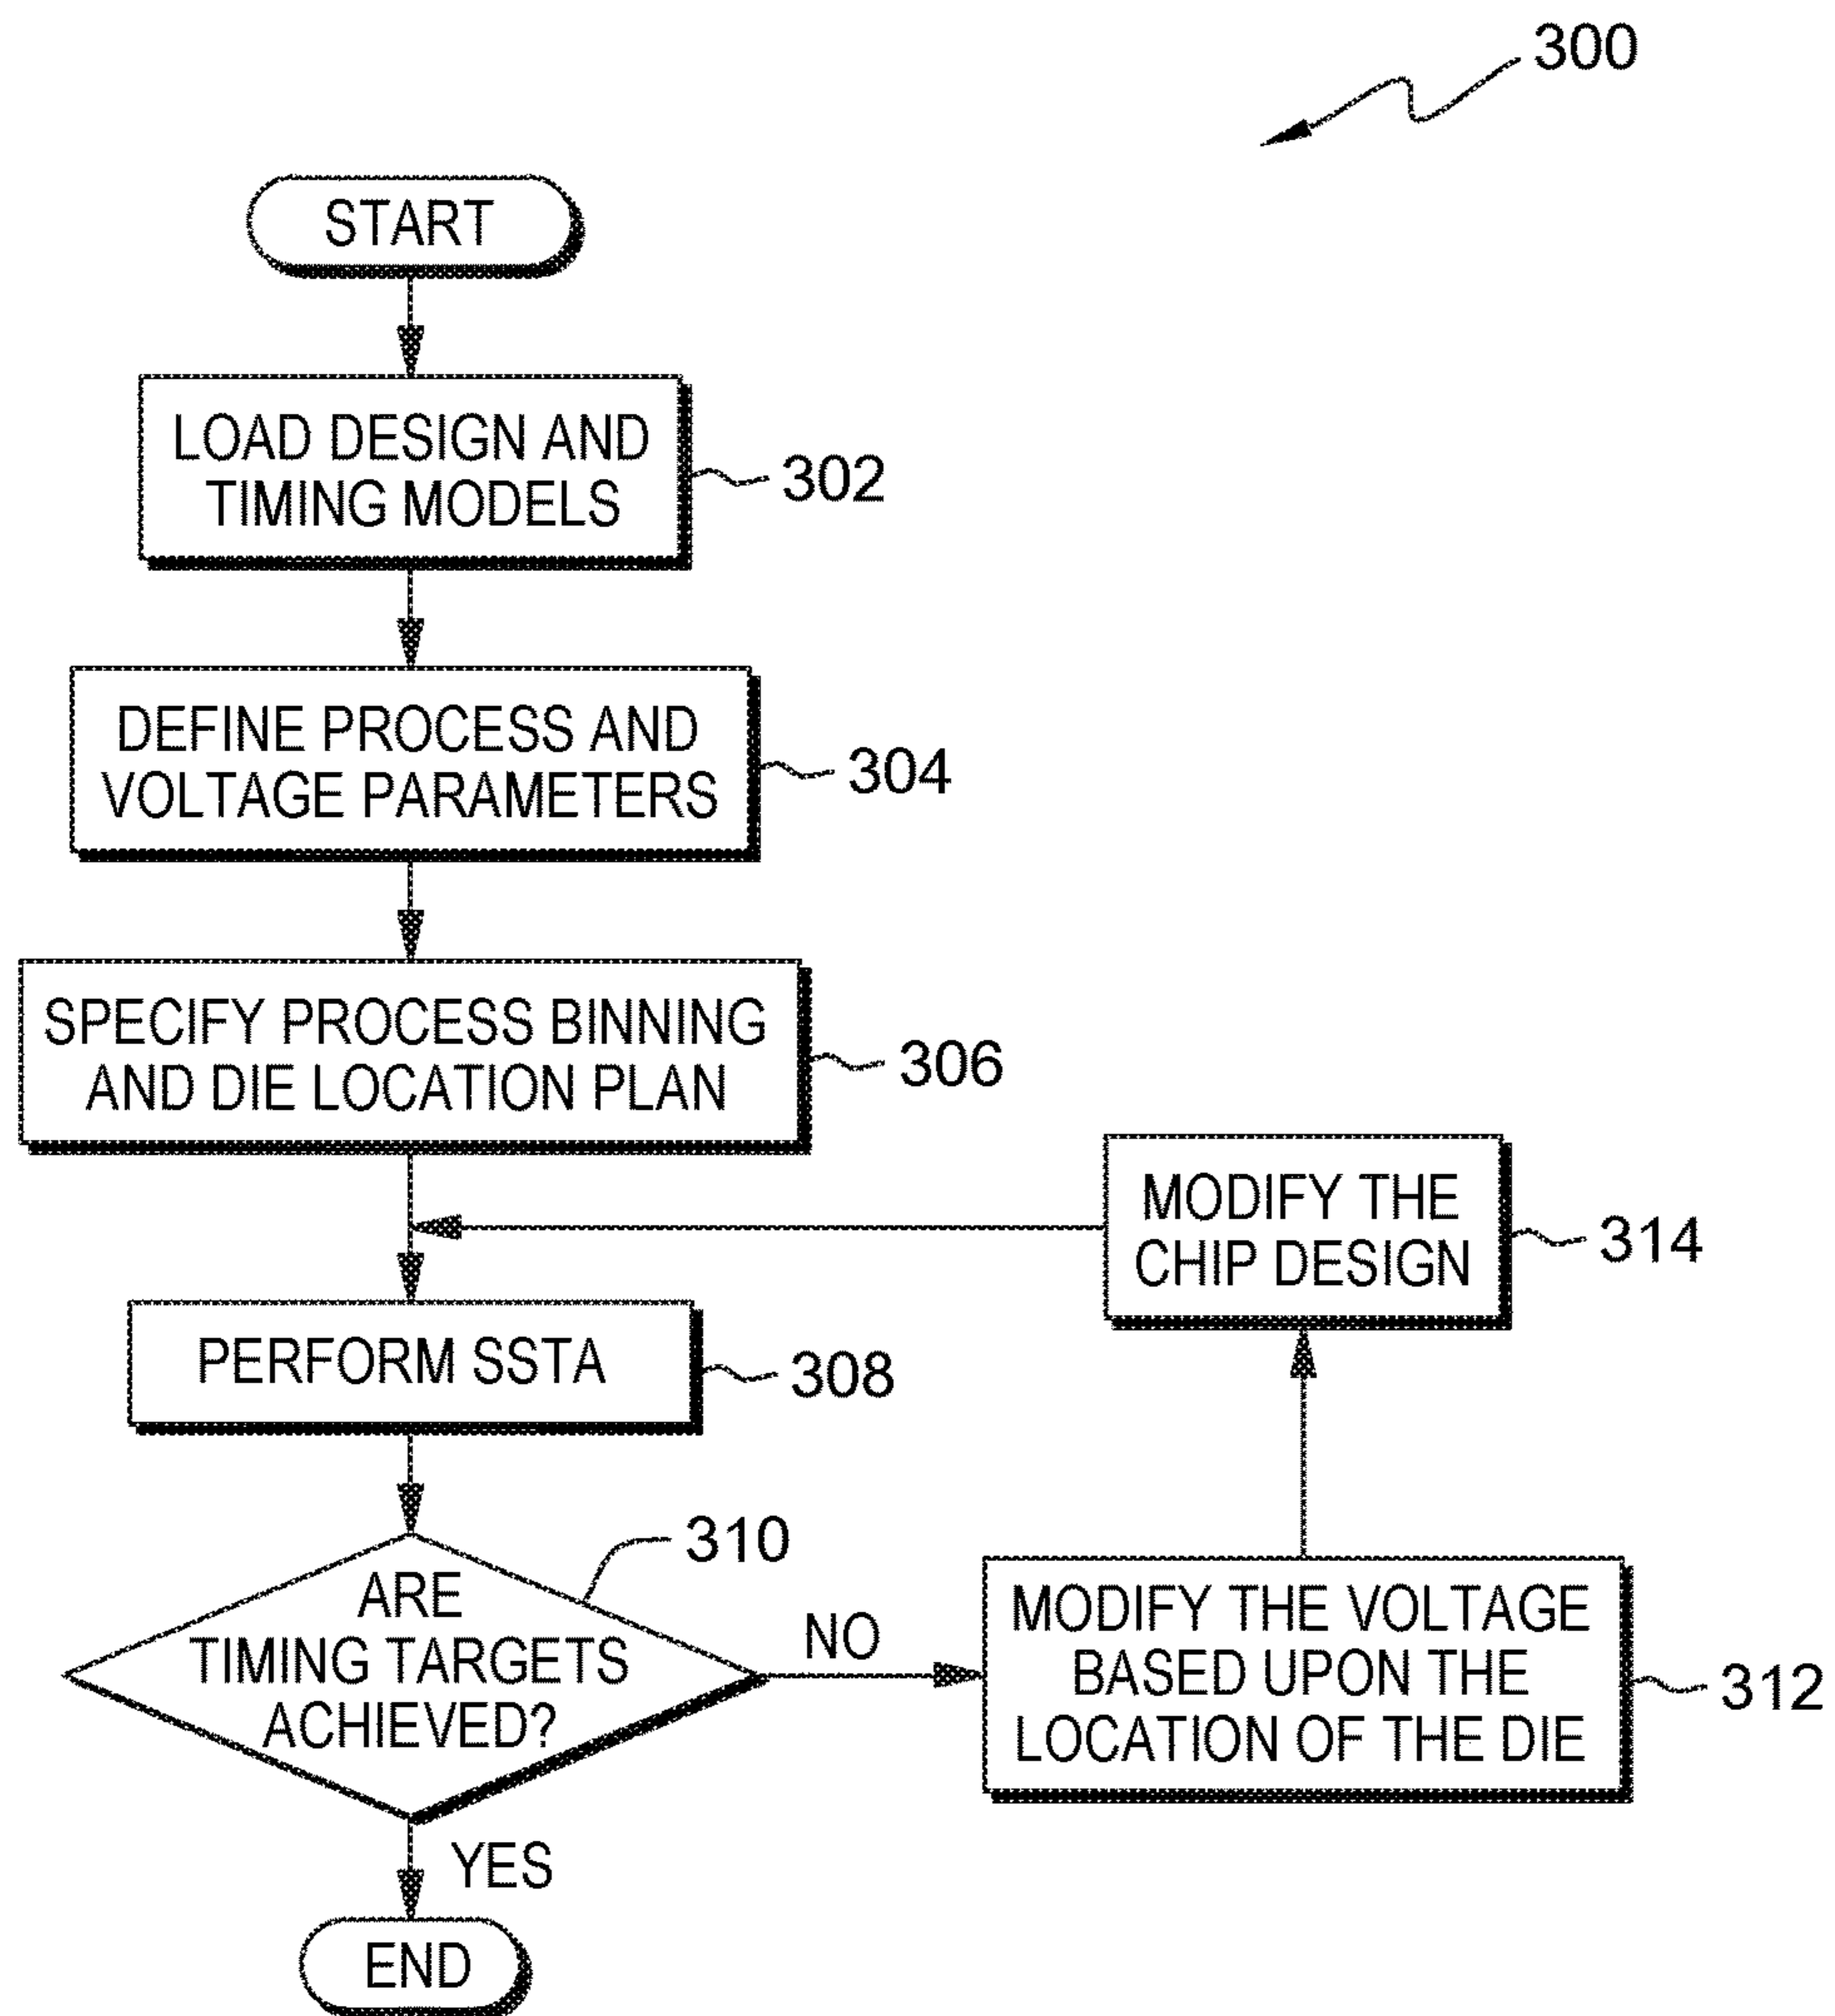 300
START
LOAD DESIGN AND
TIMING MODELS
302
DEFINE PROCESS AND
VOLTAGE PARAMETERS
304
SPECIFY PROCESS BINNING
AND DIE LOCATION PLAN
306
MODIFY THE
CHIP DESIGN
314
PERFORM SSTA
308
310
ARE
TIMING TARGETS
ACHIEVED?
NO
MODIFY THE VOLTAGE
BASED UPON THE
LOCATION OF THE DIE
312
YES
END